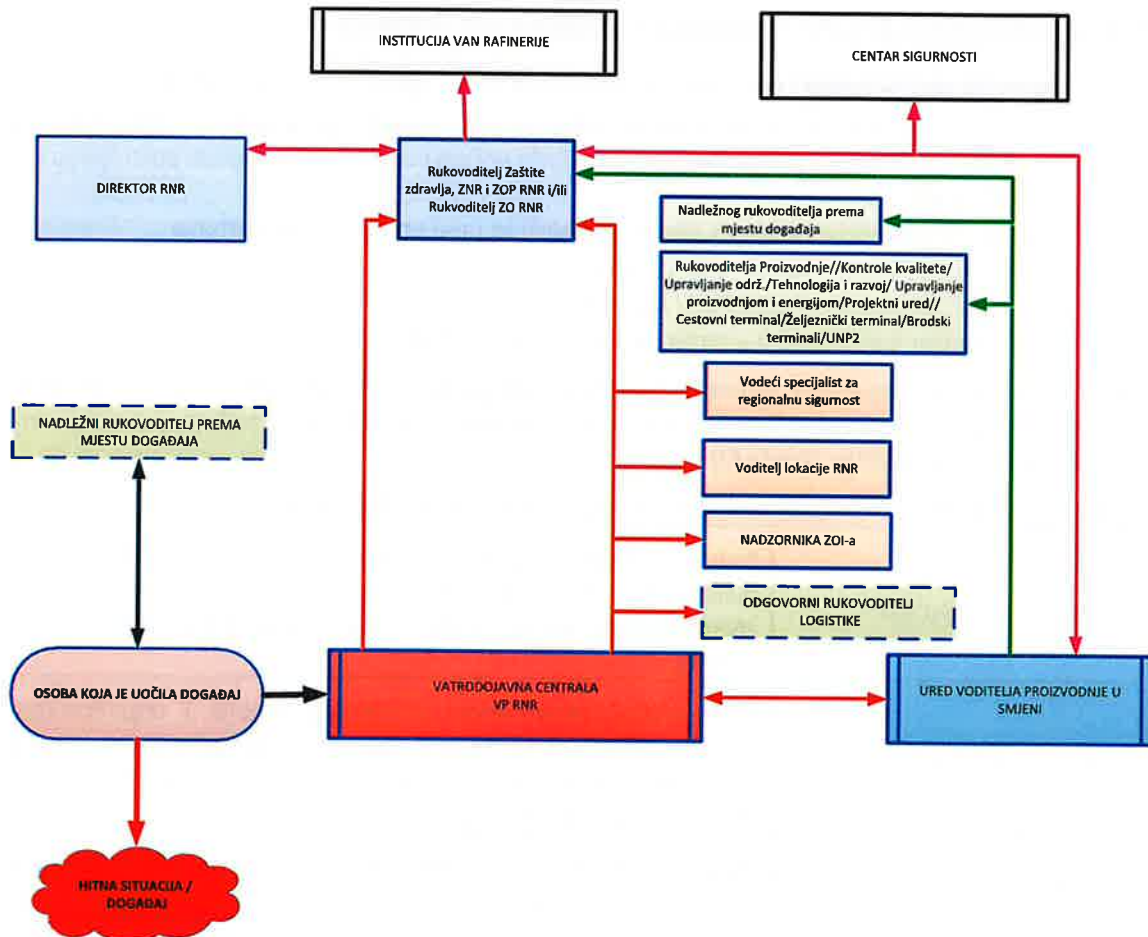 INSTITUCIJA VAN RAFINERIJE
CENTAR SIGURNOSTI
DIREKTOR RNR
Rukovoditelj Zaštite
zdravlja, ZNR i ZOP RNR i/ili
Rukvoditelj ZO RNR
Nadležnog rukovoditelja prema
mjestu događaja
Rukovoditelja Proizvodnje//Kontrole kvalitete/
Upravljanje održ./Tehnologija i razvoj/ Upravljanje
proizvodnjom i energijom/Projektni ured//
Cestovni terminal/Željeznički terminal/Brodski
terminali/UNP2
Vodeći specijalist za
regionalnu sigurnost
NADLEŽNI RUKOVODITELJ PREMA
MJESTU DOGAĐAJA
Voditelj lokacije RNR
NADZORNIKA ZOI-a
ODGOVORNI RUKOVODITELJ
LOGISTIKE
OSOBA KOJA JE UOČILA DOGAĐAJ
VATRODOJAVNA CENTRALA
VP RNR
URED VODITELJA PROIZVODNJE U
SMJENI
HITNA SITUACIJA /
DOGAĐAJ